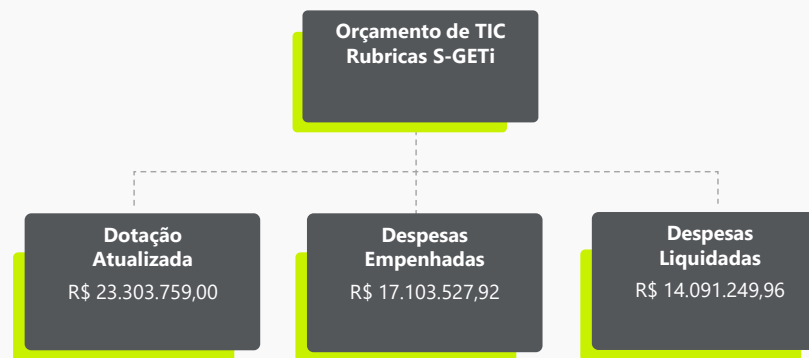 Orçamento de TIC
Rubricas S-GETi
Dotação
Atualizada
R$ 23.303.759,00
Despesas
Empenhadas
R$ 17.103.527,92
Despesas
Liquidadas
R$ 14.091.249,96